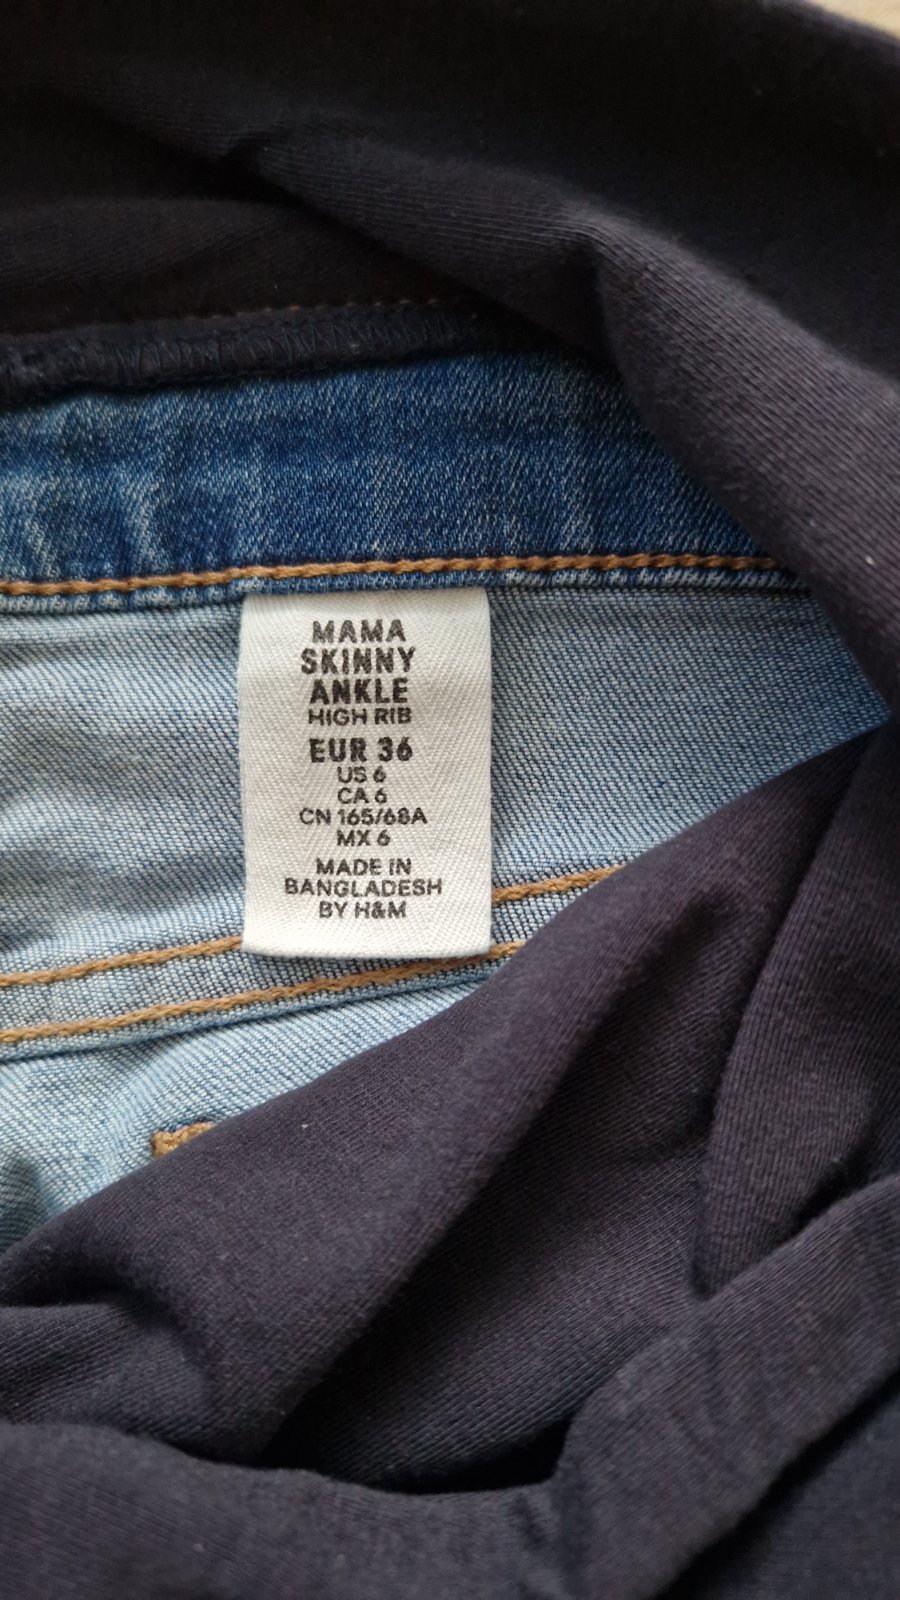 MAMA
SKINNY
ANKLE
HIGH RIB
EUR 36
US 6
CA 6
CN 165/68A
MX 6
MADE IN
BANGLADESH
BY H&M